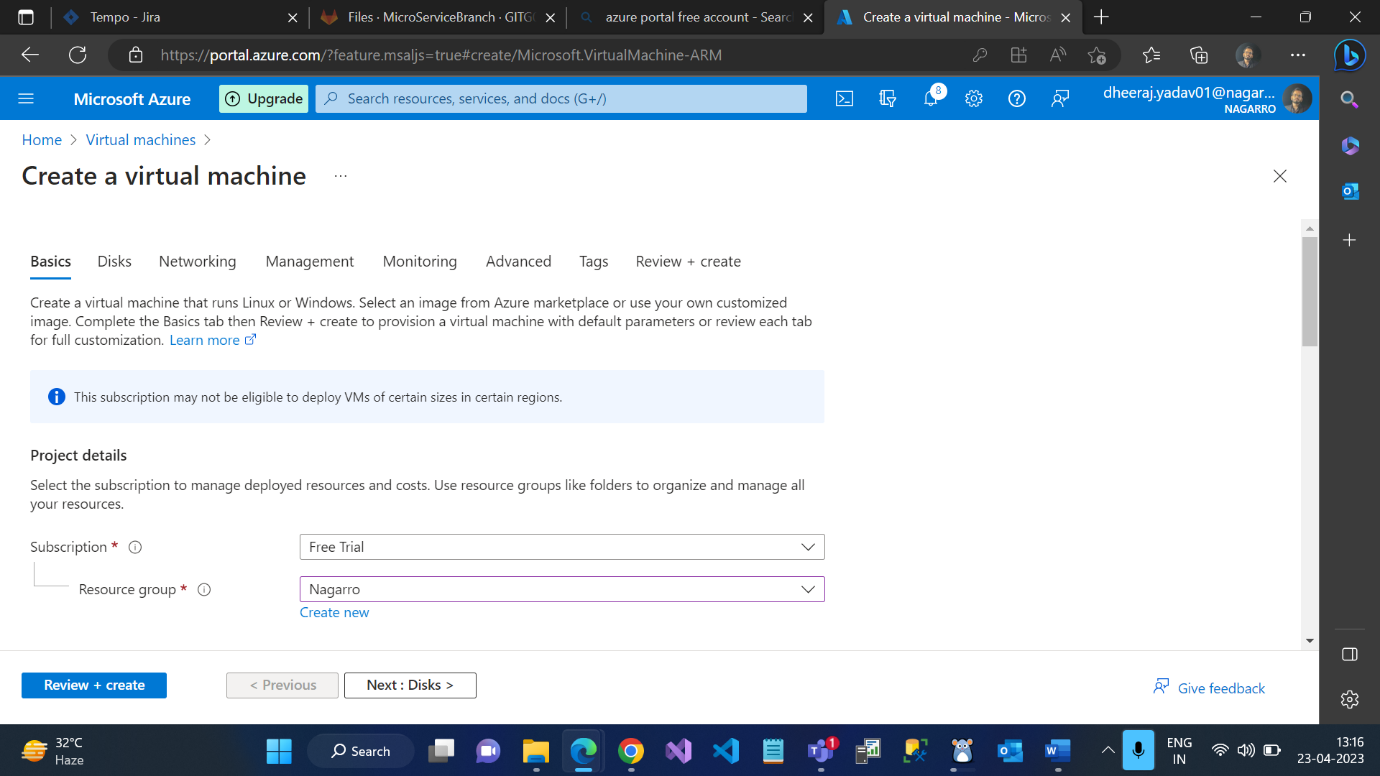 Tempo - Jira
Files · MicroServiceBranch · GITG
azure portal free account - Searc
Create a virtual machine - Micros
https://portal.azure.com/?feature.msaljs=true#create/Microsoft.VirtualMachine-ARM
Microsoft Azure
Upgrade
Search resources, services, and docs (G+/)
8
dheeraj.yadav01@nagar...
NAGARRO
Home > Virtual machines >
Create a virtual machine ...
Basics Disks Networking Management Monitoring Advanced Tags Review + create
Create a virtual machine that runs Linux or Windows. Select an image from Azure marketplace or use your own customized
image. Complete the Basics tab then Review + create to provision a virtual machine with default parameters or review each tab
for full customization. Learn more
This subscription may not be eligible to deploy VMs of certain sizes in certain regions.
Project details
Select the subscription to manage deployed resources and costs. Use resource groups like folders to organize and manage all
your resources.
Subscription *
Free Trial
Resource group *
Nagarro
Create new
Review + create
< Previous
Next : Disks >
Give feedback
32°C
Haze
Search
1
ENG
IN
13:16
23-04-2023